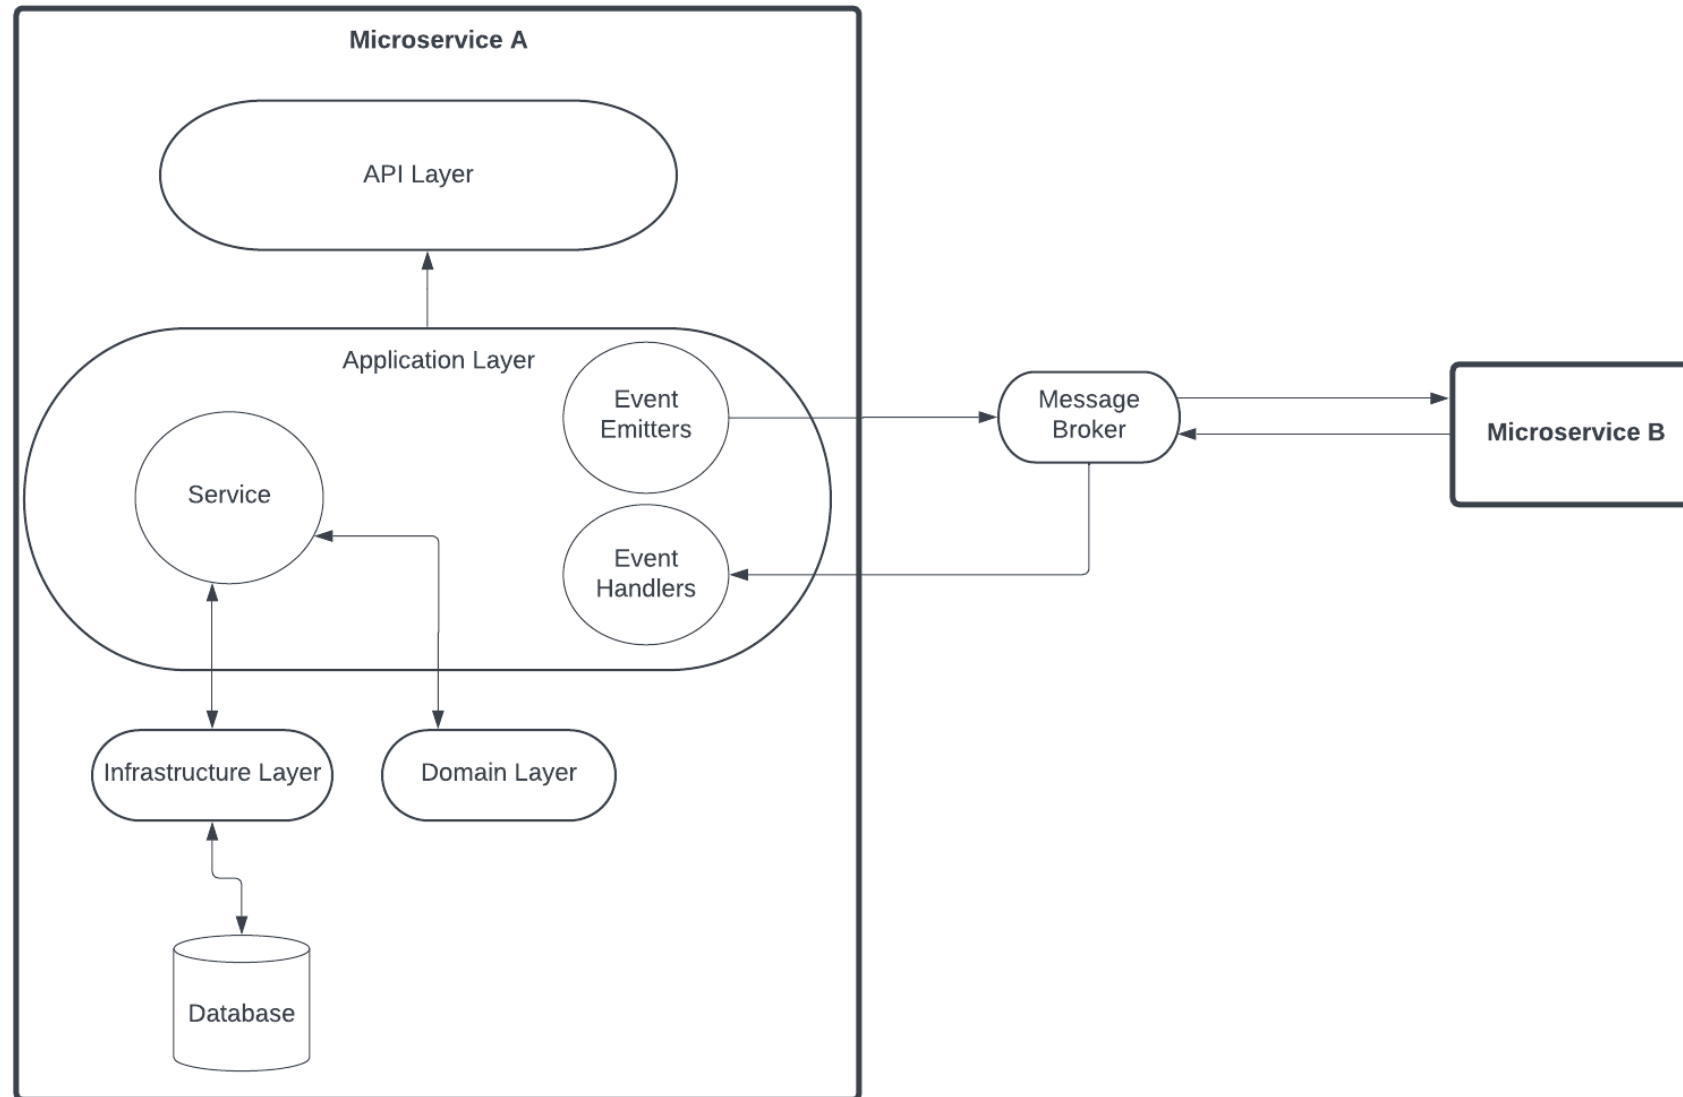 Microservice A
API Layer
Application Layer
Event
Emitters
Service
Event
Handlers
Infrastructure Layer
Domain Layer
Database
Message
Broker
Microservice B